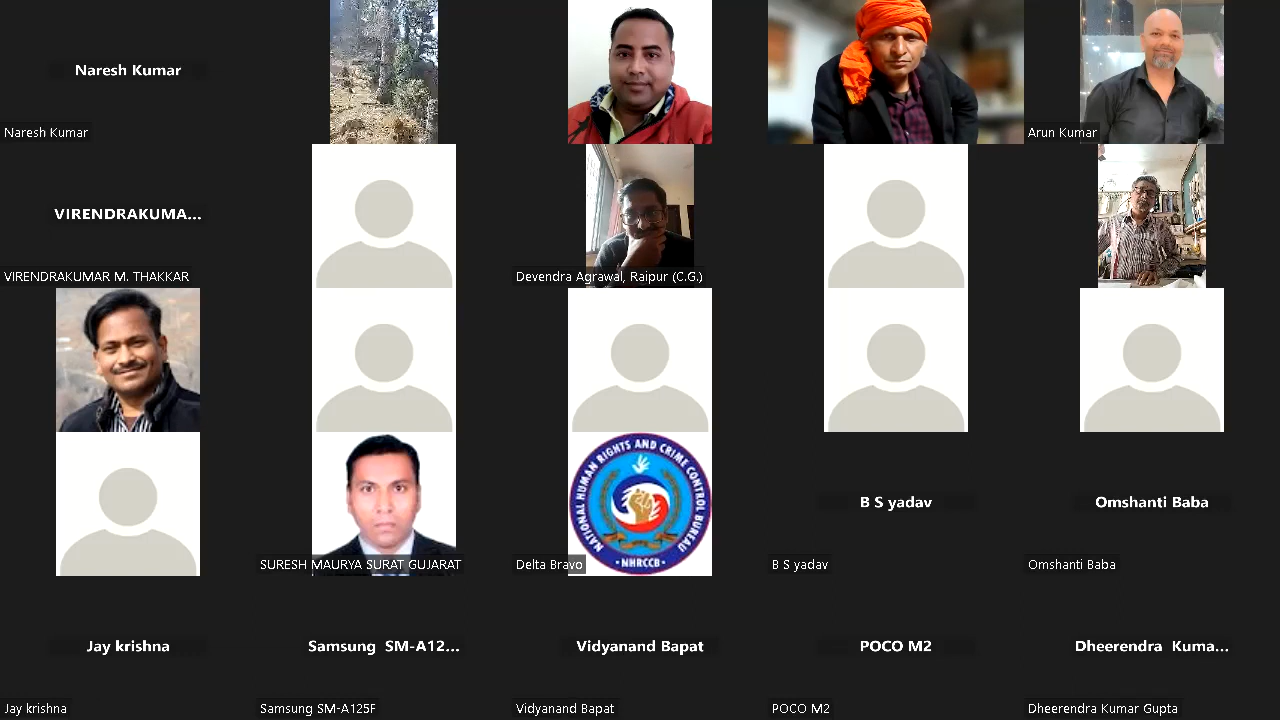 Naresh Kumar
Naresh Kumar
Arun Kumar
VIRENDRAKUMA...
VIRENDRAKUMAR M. THAKKAR
Devendra Agrawal, Raipur (C.G.)
SURESH MAURYA SURAT GUJARAT
NATIONAL HUMAN RIGHTS AND CRIME CONTROL BUREAU
-NHRCCB-
Delta Bravo
B S yadav
B S yadav
Omshanti Baba
Omshanti Baba
Jay krishna
Jay krishna
Samsung SM-A12...
Samsung SM-A125F
Vidyanand Bapat
Vidyanand Bapat
POCO M2
POCO M2
Dheerendra Kuma...
Dheerendra Kumar Gupta